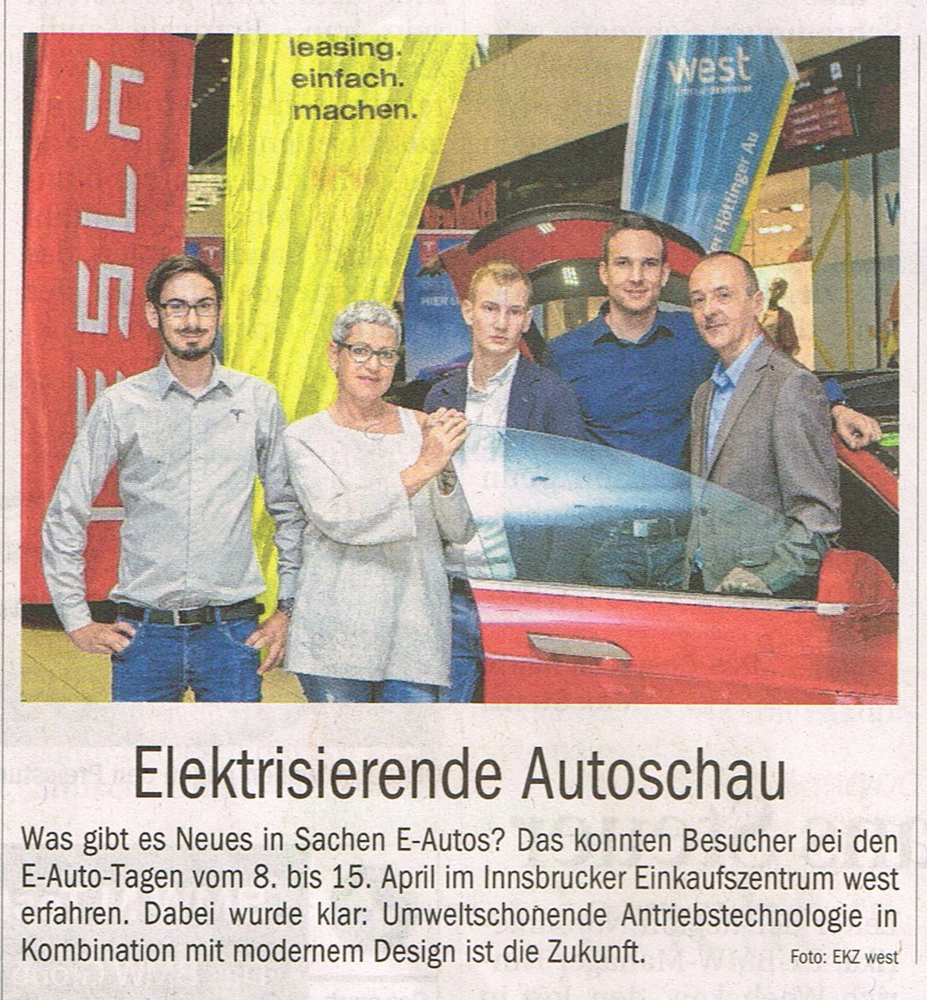 TESLA
leasing.
einfach.
machen.
west
er Höttinger Au
HIER
Elektrisierende Autoschau
Was gibt es Neues in Sachen E-Autos? Das konnten Besucher bei den
E-Auto-Tagen vom 8. bis 15. April im Innsbrucker Einkaufszentrum west
erfahren. Dabei wurde klar: Umweltschonende Antriebstechnologie in
Kombination mit modernem Design ist die Zukunft.
Foto: EKZ west